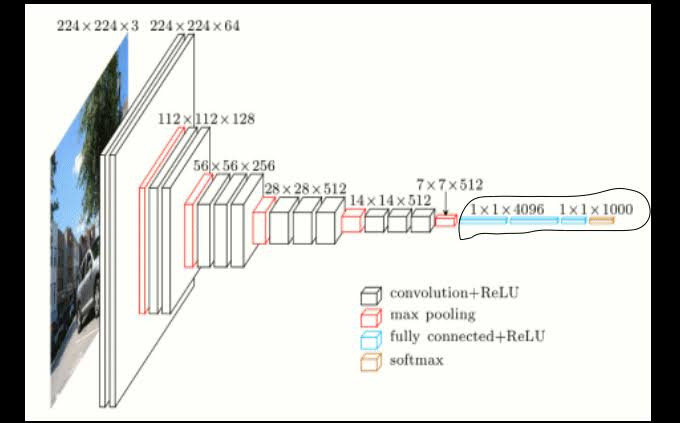 224×224×3
224×224×64
112×112×128
56×56×256
28×28×512
14×14×512
7×7×512
1×1×4096
1×1×1000
convolution+ReLU
max pooling
fully connected+ReLU
softmax